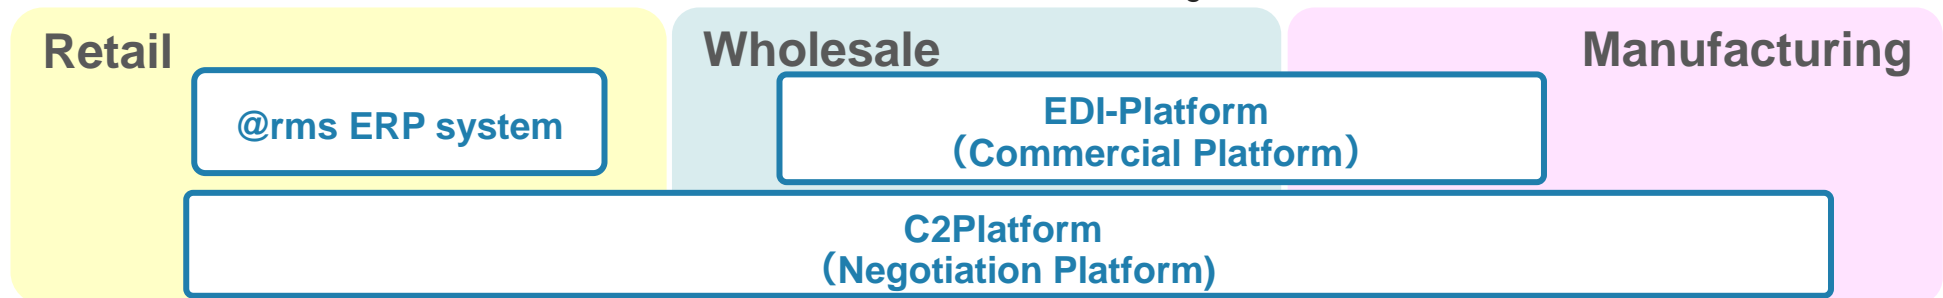 Retail
Wholesale
Manufacturing
@rms ERP system
EDI-Platform
（Commercial Platform）
C2Platform
（Negotiation Platform)